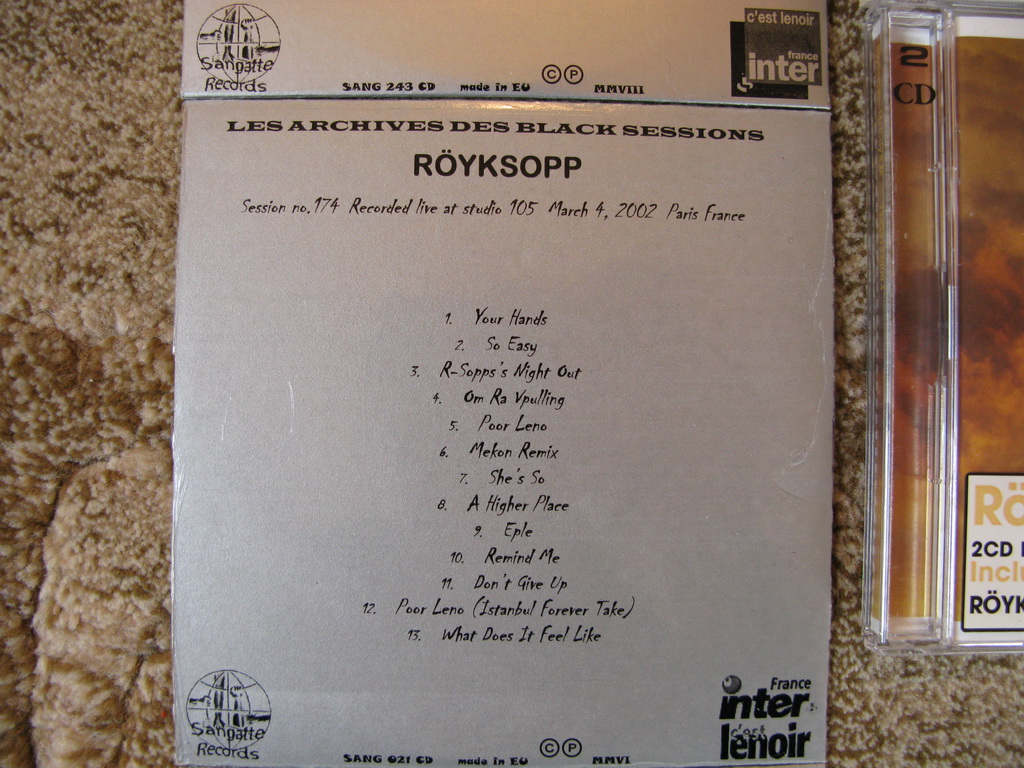 Sangatte
Records
SANG 243 CD made in EU © ℗ MMVIII
c'est lenoir
france
inter
LES ARCHIVES DES BLACK SESSIONS
RÖYKSOPP
Session no.174 Recorded live at studio 105 March 4, 2002 Paris France
1. Your Hands
2. So Easy
3. R-Sopps's Night Out
4. Om Ra Vpulling
5. Poor Leno
6. Mekon Remix
7. She's So
8. A Higher Place
9. Eple
10. Remind Me
11. Don't Give Up
12. Poor Leno (Istanbul Forever Take)
13. What Does It Feel Like
Sangatte
Records
SANG 021 CD made in EU © ℗ MMVI
France
inter
c'est
lenoir
2
CD
RÖ
2CD
Inclu
RÖYK